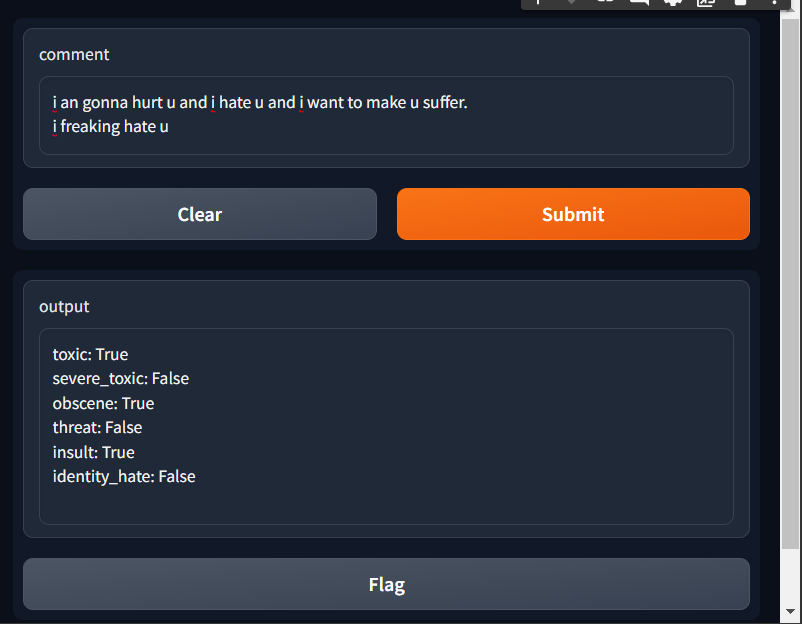 comment
i an gonna hurt u and i hate u and i want to make u suffer.
i freaking hate u
Clear
Submit
output
toxic: True
severe_toxic: False
obscene: True
threat: False
insult: True
identity_hate: False
Flag